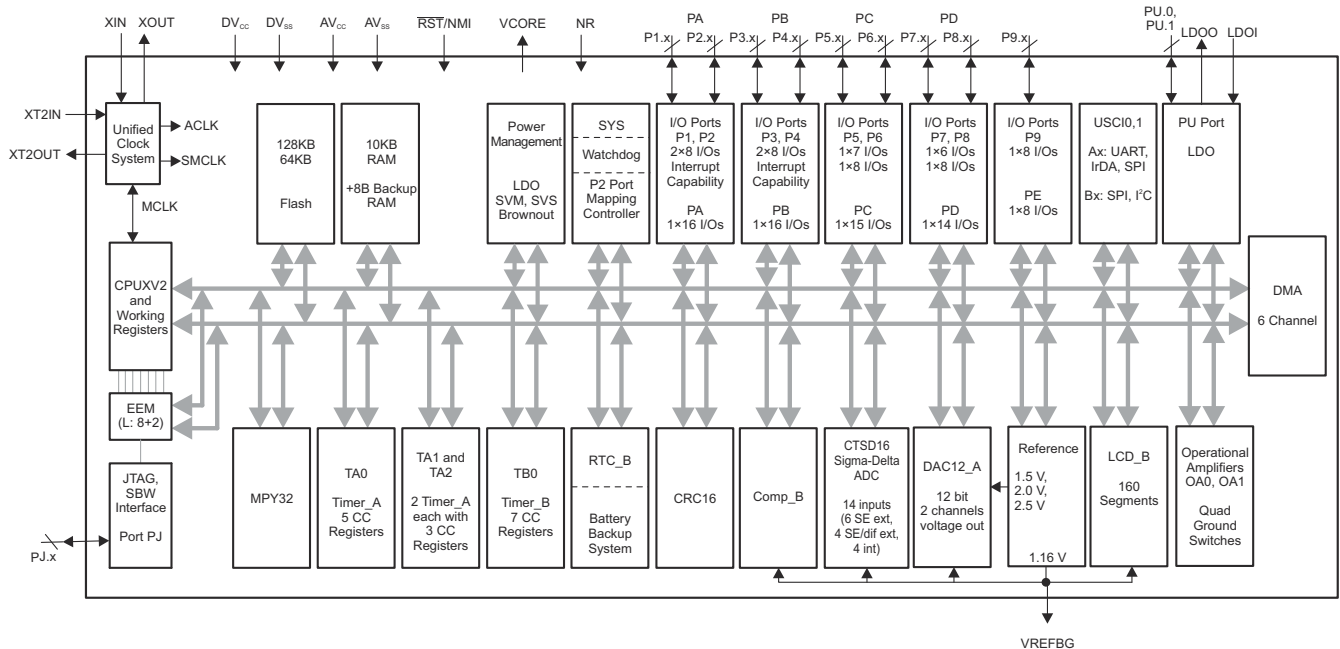 XIN
XOUT
DVCC
DVSS
AVCC
AVSS
RST/NMI
VCORE
NR
PA
P1.x
P2.x
PB
P3.x
P4.x
PC
P5.x
P6.x
PD
P7.x
P8.x
P9.x
PU.0,
PU.1
LDOO
LDOI
XT2IN
XT2OUT
Unified
Clock
System
ACLK
SMCLK
MCLK
128KB
64KB
Flash
10KB
RAM
+8B Backup
RAM
Power
Management
LDO
SVM, SVS
Brownout
SYS
Watchdog
P2 Port
Mapping
Controller
I/O Ports
P1, P2
2×8 I/Os
Interrupt
Capability
PA
1×16 I/Os
I/O Ports
P3, P4
2×8 I/Os
Interrupt
Capability
PB
1×16 I/Os
I/O Ports
P5, P6
1×7 I/Os
1×8 I/Os
PC
1×15 I/Os
I/O Ports
P7, P8
1×6 I/Os
1×8 I/Os
PD
1×14 I/Os
I/O Ports
P9
1×8 I/Os
PE
1×8 I/Os
USCI0,1
Ax: UART,
IrDA, SPI
Bx: SPI, I²C
PU Port
LDO
CPUXV2
and
Working
Registers
DMA
6 Channel
EEM
(L: 8+2)
JTAG,
SBW
Interface
Port PJ
PJ.x
MPY32
TA0
Timer_A
5 CC
Registers
TA1 and
TA2
2 Timer_A
each with
3 CC
Registers
TB0
Timer_B
7 CC
Registers
RTC_B
Battery
Backup
System
CRC16
Comp_B
CTSD16
Sigma-Delta
ADC
14 inputs
(6 SE ext,
4 SE/dif ext,
4 int)
DAC12_A
12 bit
2 channels
voltage out
Reference
1.5 V,
2.0 V,
2.5 V
1.16 V
LCD_B
160
Segments
Operational
Amplifiers
OA0, OA1
Quad
Ground
Switches
VREFBG